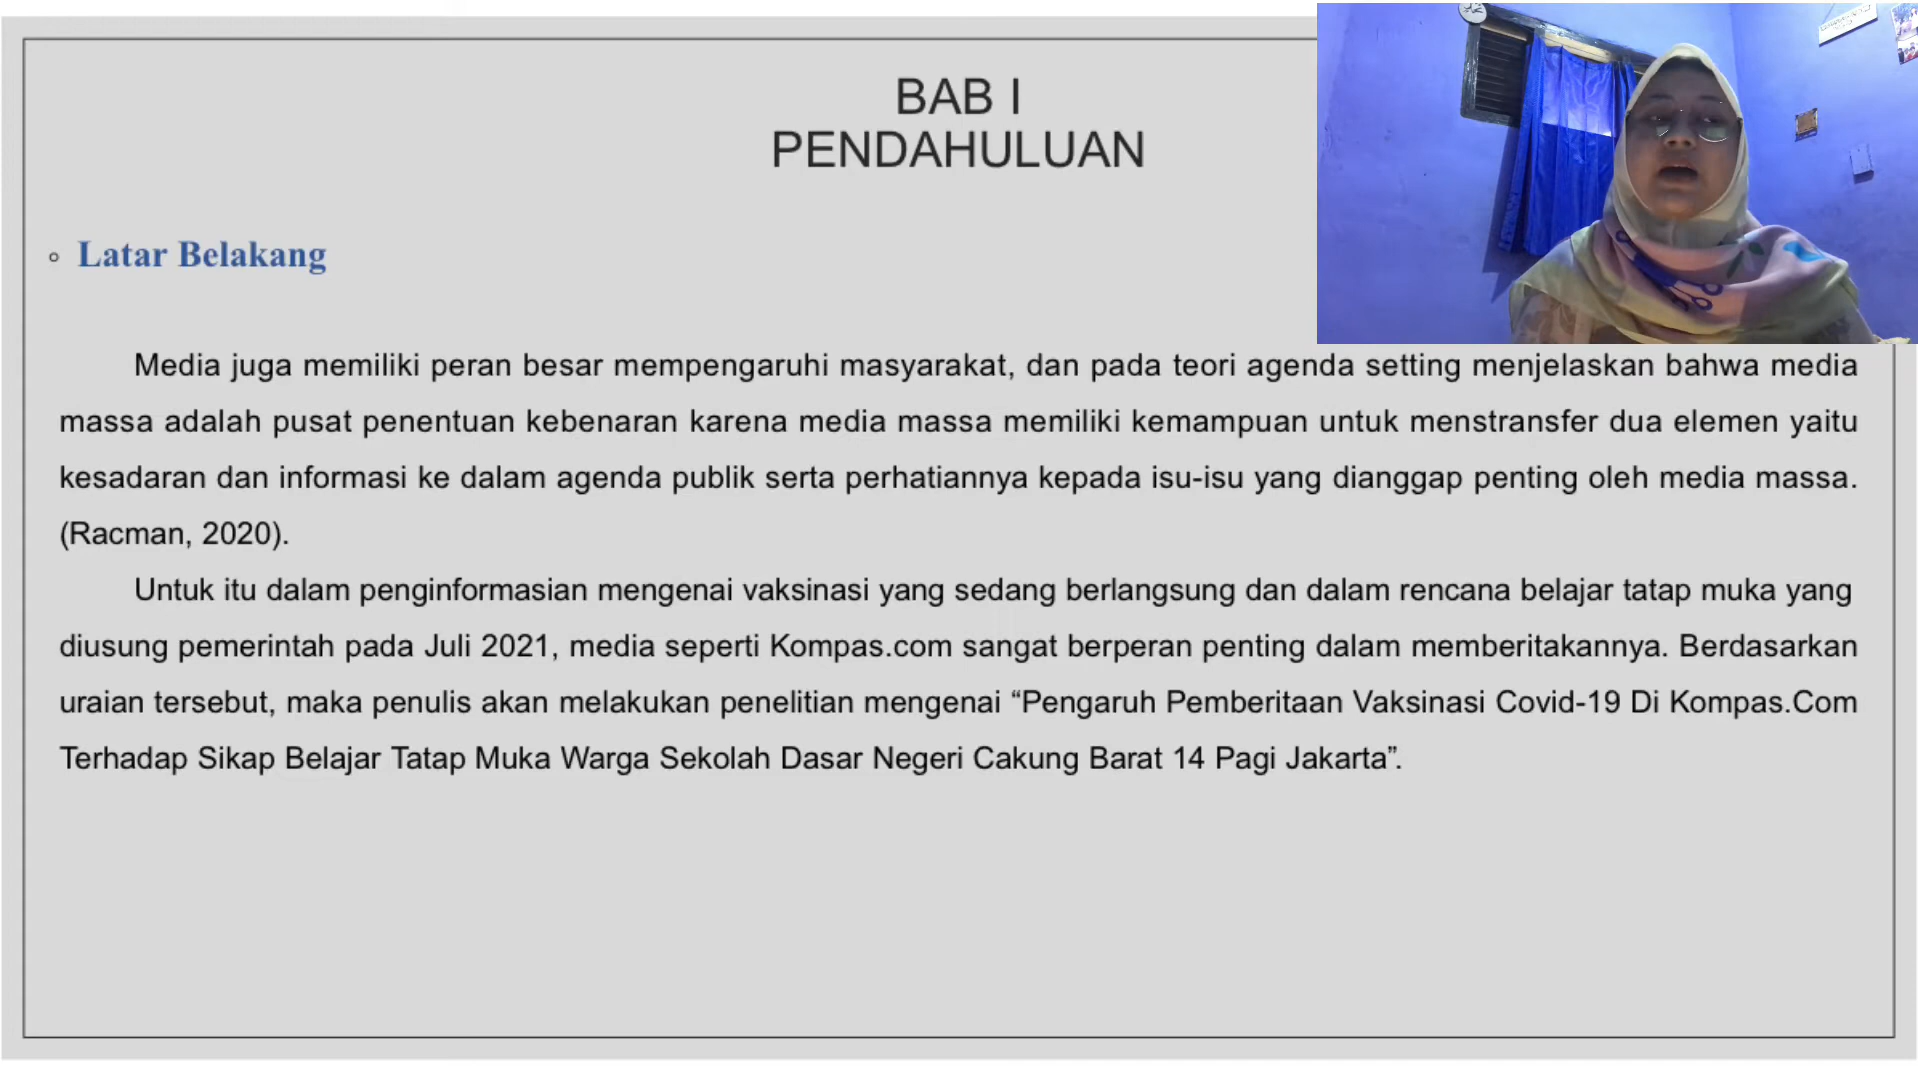 BAB I
PENDAHULUAN
Latar Belakang
Media juga memiliki peran besar mempengaruhi masyarakat, dan pada teori agenda setting menjelaskan bahwa media
massa adalah pusat penentuan kebenaran karena media massa memiliki kemampuan untuk menstransfer dua elemen yaitu
kesadaran dan informasi ke dalam agenda publik serta perhatiannya kepada isu-isu yang dianggap penting oleh media massa.
(Racman, 2020).
Untuk itu dalam penginformasian mengenai vaksinasi yang sedang berlangsung dan dalam rencana belajar tatap muka yang
diusung pemerintah pada Juli 2021, media seperti Kompas.com sangat berperan penting dalam memberitakannya. Berdasarkan
uraian tersebut, maka penulis akan melakukan penelitian mengenai “Pengaruh Pemberitaan Vaksinasi Covid-19 Di Kompas.Com
Terhadap Sikap Belajar Tatap Muka Warga Sekolah Dasar Negeri Cakung Barat 14 Pagi Jakarta”.